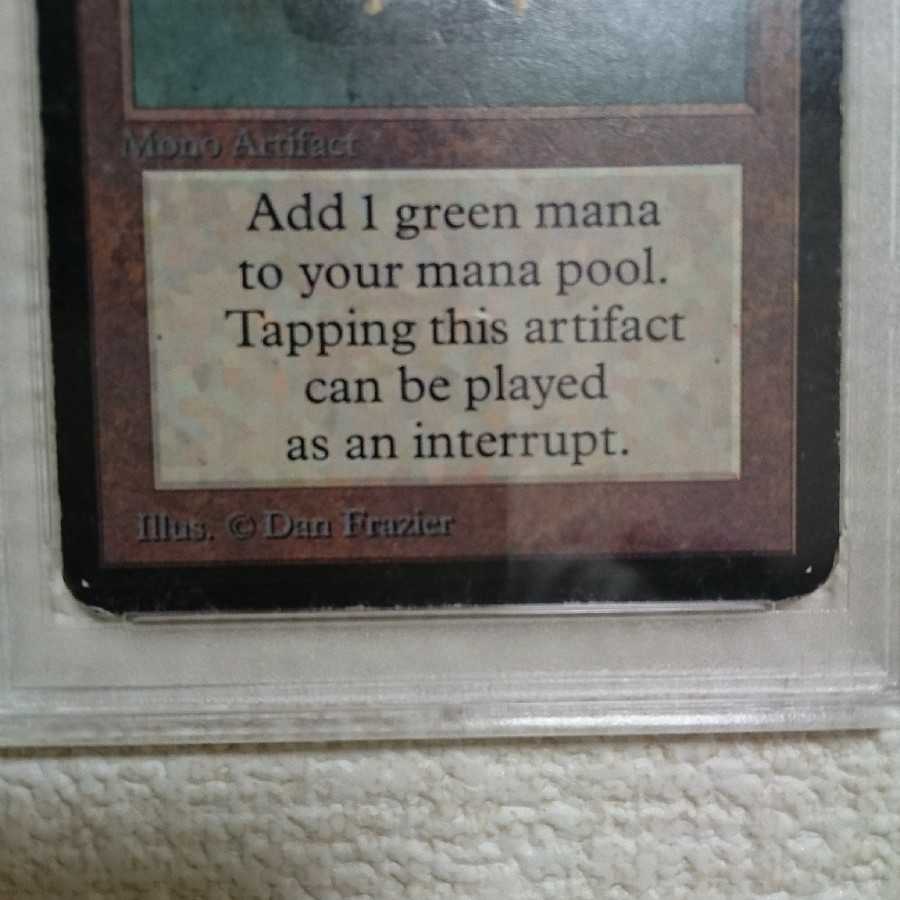 Mono Artifact
Add 1 green mana
to your mana pool.
Tapping this artifact
can be played
as an interrupt.
Illus. © Dan Frazier